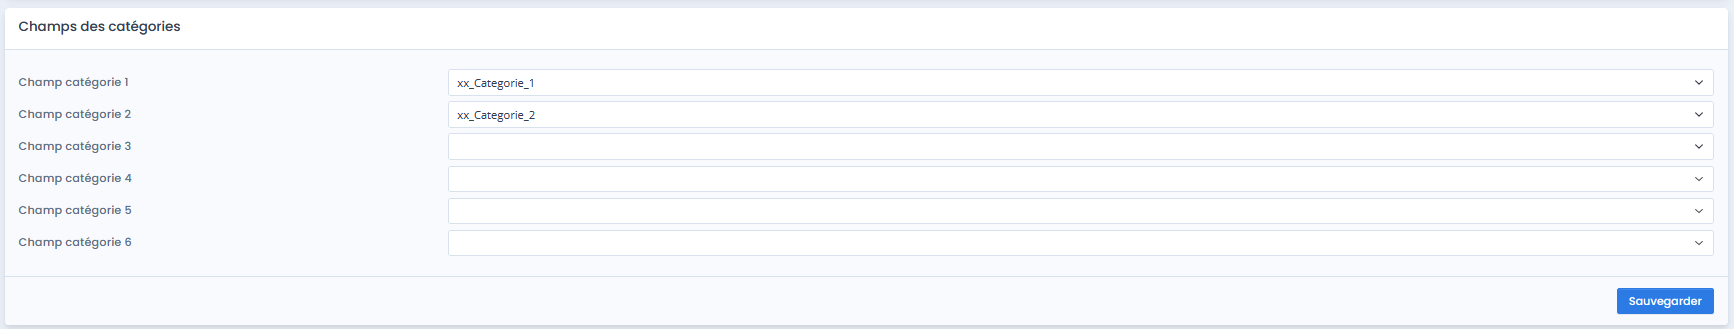 Champs des catégories
Champ catégorie 1
xx_Categorie_1
Champ catégorie 2
xx_Categorie_2
Champ catégorie 3
Champ catégorie 4
Champ catégorie 5
Champ catégorie 6
Sauvegarder